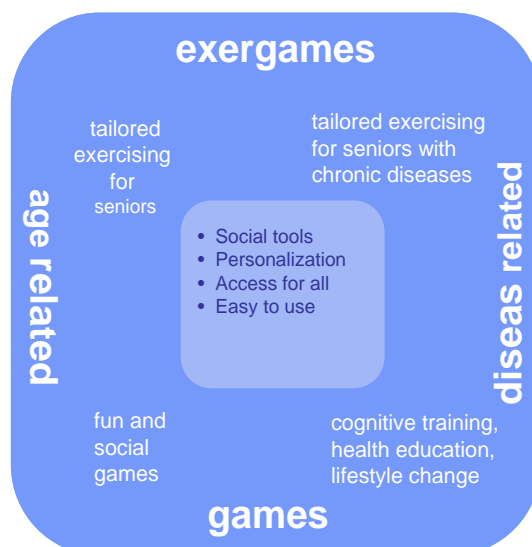 exergames
tailored
exercising
for
seniors
tailored exercising
for seniors with
chronic diseases
age related
diseas related
• Social tools
• Personalization
• Access for all
• Easy to use
fun and
social
games
cognitive training,
health education,
lifestyle change
games